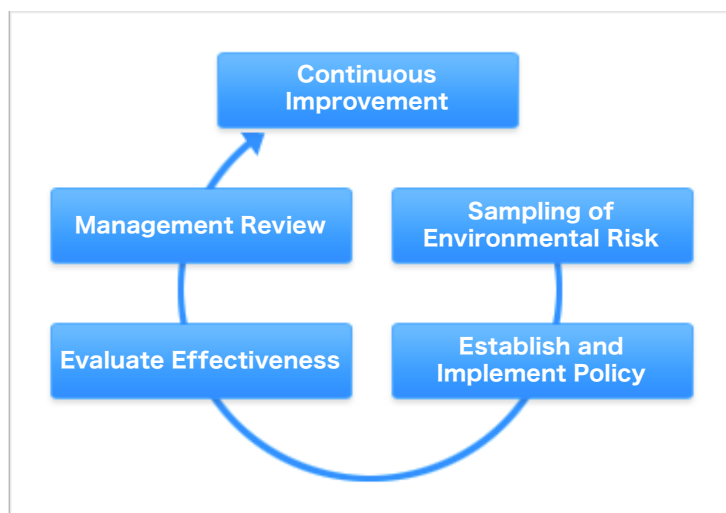 Continuous
Improvement
Management Review
Sampling of
Environmental Risk
Evaluate Effectiveness
Establish and
Implement Policy